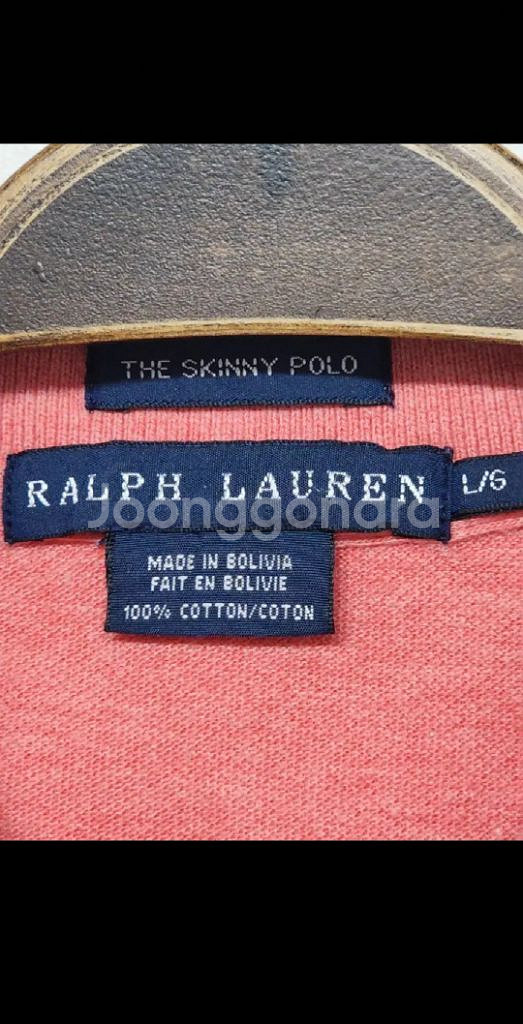 THE SKINNY POLO
RALPH LAUREN
L/G
Joonggonara
MADE IN BOLIVIA
FAIT EN BOLIVIE
100% COTTON/COTON